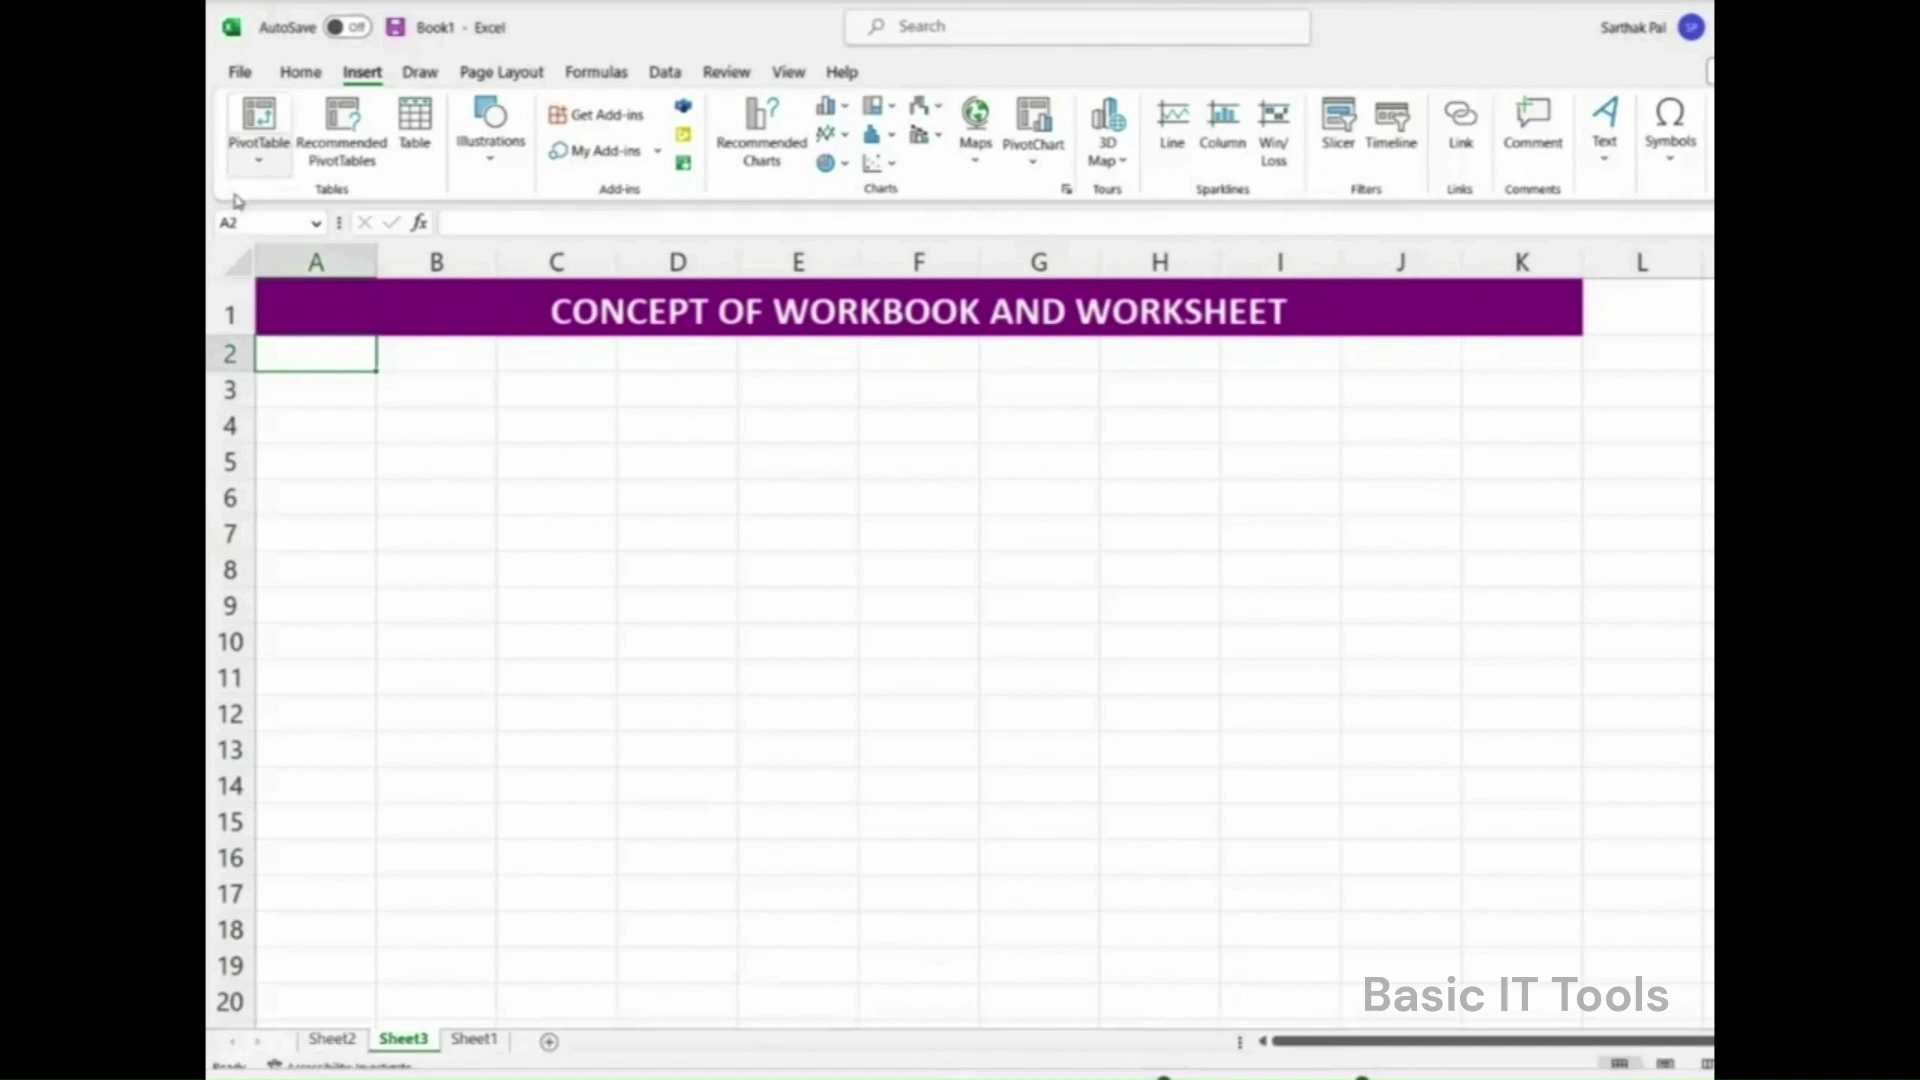 AutoSave Off Book1 - Excel Search Sarthak Pal SP
File Home Insert Draw Page Layout Formulas Data Review View Help
PivotTable Recommended PivotTables Table Illustrations Get Add-ins My Add-ins Recommended Charts Maps PivotChart 3D Map Line Column Win/Loss Slicer Timeline Link Comment Text Symbols
Tables Add-ins Charts Tours Sparklines Filters Links Comments
A2 fx
A B C D E F G H I J K L
1 CONCEPT OF WORKBOOK AND WORKSHEET
2
3
4
5
6
7
8
9
10
11
12
13
14
15
16
17
18
19
20
Basic IT Tools
Sheet2 Sheet3 Sheet1